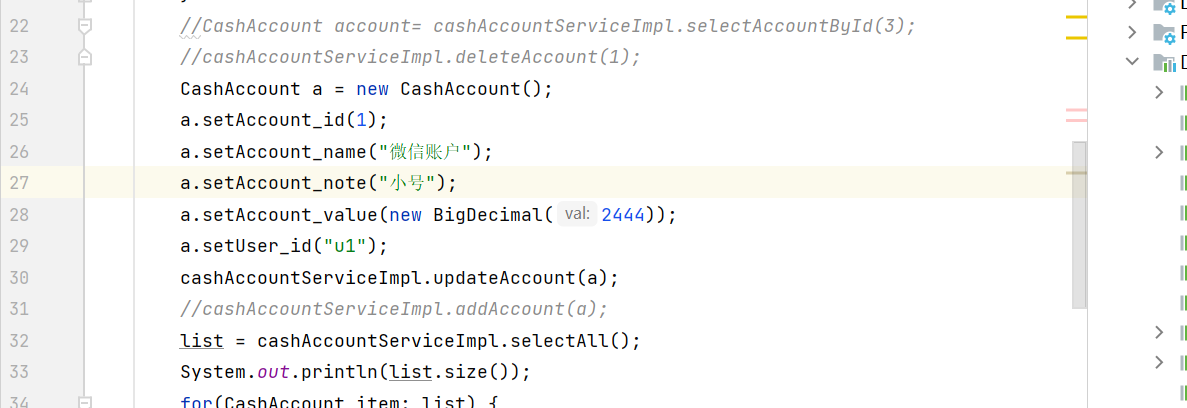 22 //CashAccount account= cashAccountServiceImpl.selectAccountById(3);
23 //cashAccountServiceImpl.deleteAccount(1);
24 CashAccount a = new CashAccount();
25 a.setAccount_id(1);
26 a.setAccount_name("微信账户");
27 a.setAccount_note("小号");
28 a.setAccount_value(new BigDecimal( val: 2444));
29 a.setUser_id("u1");
30 cashAccountServiceImpl.updateAccount(a);
31 //cashAccountServiceImpl.addAccount(a);
32 list = cashAccountServiceImpl.selectAll();
33 System.out.println(list.size());
34 for(CashAccount item: list) {